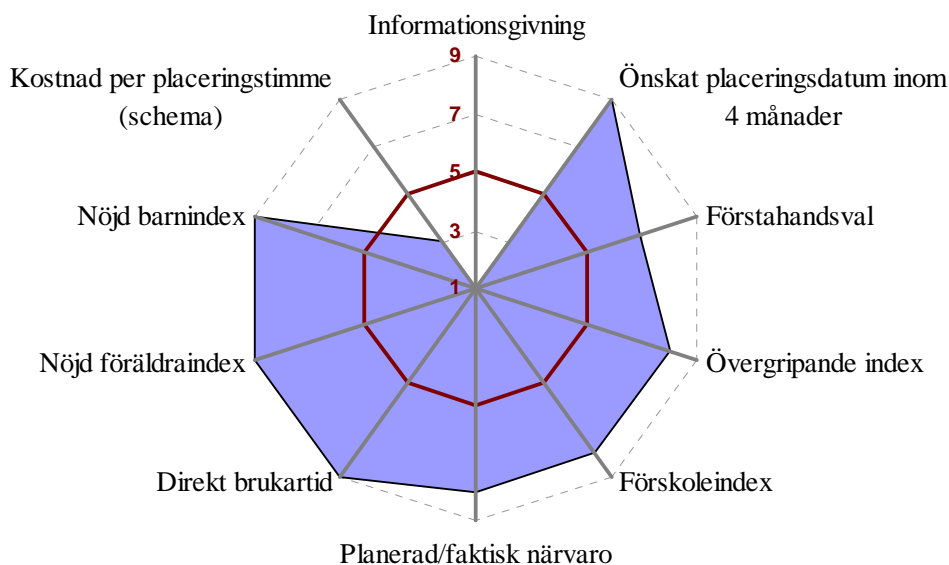 Informationsgivning
9
Kostnad per placeringstimme
(schema)
Önskat placeringsdatum inom
4 månader
7
5
Nöjd barnindex
3
Förstahandsval
1
Nöjd föräldraindex
Övergripande index
Direkt brukartid
Förskoleindex
Planerad/faktisk närvaro